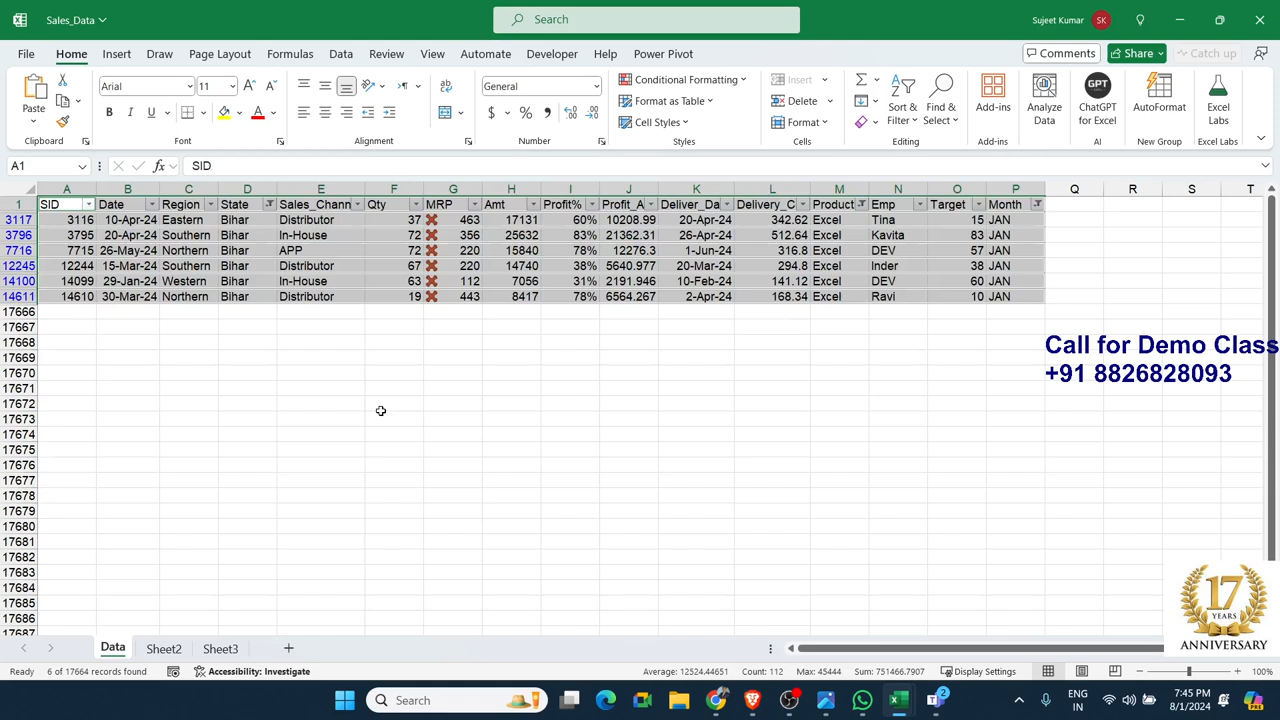 Sales_Data
Search
Sujeet Kumar
SK
File Home Insert Draw Page Layout Formulas Data Review View Automate Developer Help Power Pivot
Comments Share Catch up
Paste
Clipboard
Arial 11
B I U
Font
Alignment
General
$ % ,
Number
Conditional Formatting
Format as Table
Cell Styles
Styles
Insert
Delete
Format
Cells
Sort & Filter
Find & Select
Editing
Add-ins
Add-ins
Analyze Data
GPT
ChatGPT for Excel
AI
AutoFormat
New Group
Excel Labs
Excel Labs
A1 fx SID
A B C D E F G H I J K L M N O P Q R S T
1 SID Date Region State Sales_Chann Qty MRP Amt Profit% Profit_A Deliver_Da Delivery_C Product Emp Target Month
3117 3116 10-Apr-24 Eastern Bihar Distributor 37 463 17131 60% 10208.99 20-Apr-24 342.62 Excel Tina 15 JAN
3796 3795 20-Apr-24 Southern Bihar In-House 72 356 25632 83% 21362.31 26-Apr-24 512.64 Excel Kavita 83 JAN
7716 7715 26-May-24 Northern Bihar APP 72 220 15840 78% 12276.3 1-Jun-24 316.8 Excel DEV 57 JAN
12245 12244 15-Mar-24 Southern Bihar Distributor 67 220 14740 38% 5640.977 20-Mar-24 294.8 Excel Inder 38 JAN
14100 14099 29-Jan-24 Western Bihar In-House 63 112 7056 31% 2191.946 10-Feb-24 141.12 Excel DEV 60 JAN
14611 14610 30-Mar-24 Northern Bihar Distributor 19 443 8417 78% 6564.267 2-Apr-24 168.34 Excel Ravi 10 JAN
17666
17667
17668
Call for Demo Class
17669
17670
+91 8826828093
17671
17672
17673
17674
17675
17676
17677
17678
17679
17680
17681
17682
17683
17684
17685
17686
17687
17 YEARS
ANNIVERSARY
Data Sheet2 Sheet3
Ready 6 of 17664 records found Accessibility: Investigate Average: 12524.44651 Count: 112 Max: 45444 Sum: 751466.7907 Display Settings 100%
Search
2
ENG
IN
7:45 PM
8/1/2024